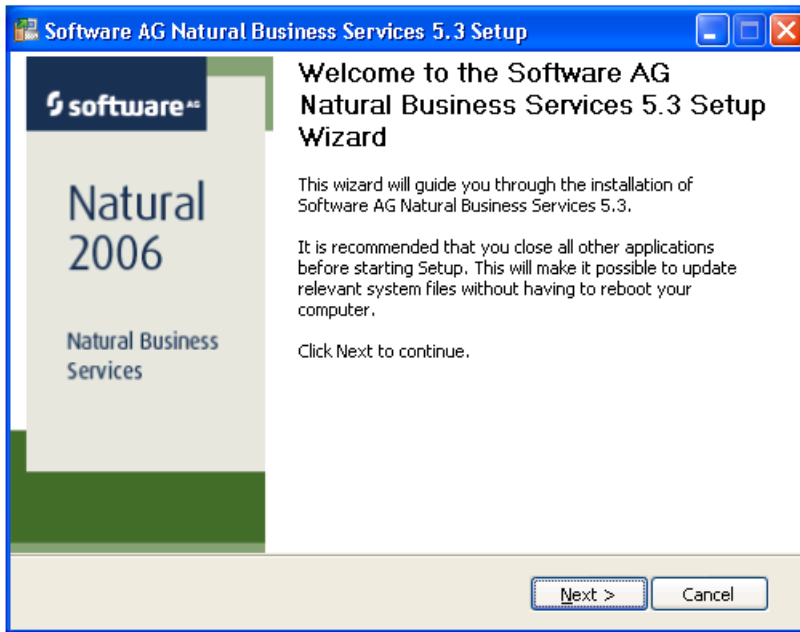 Software AG Natural Business Services 5.3 Setup
software AG
Natural
2006
Natural Business
Services
Welcome to the Software AG
Natural Business Services 5.3 Setup
Wizard
This wizard will guide you through the installation of
Software AG Natural Business Services 5.3.
It is recommended that you close all other applications
before starting Setup. This will make it possible to update
relevant system files without having to reboot your
computer.
Click Next to continue.
Next >
Cancel